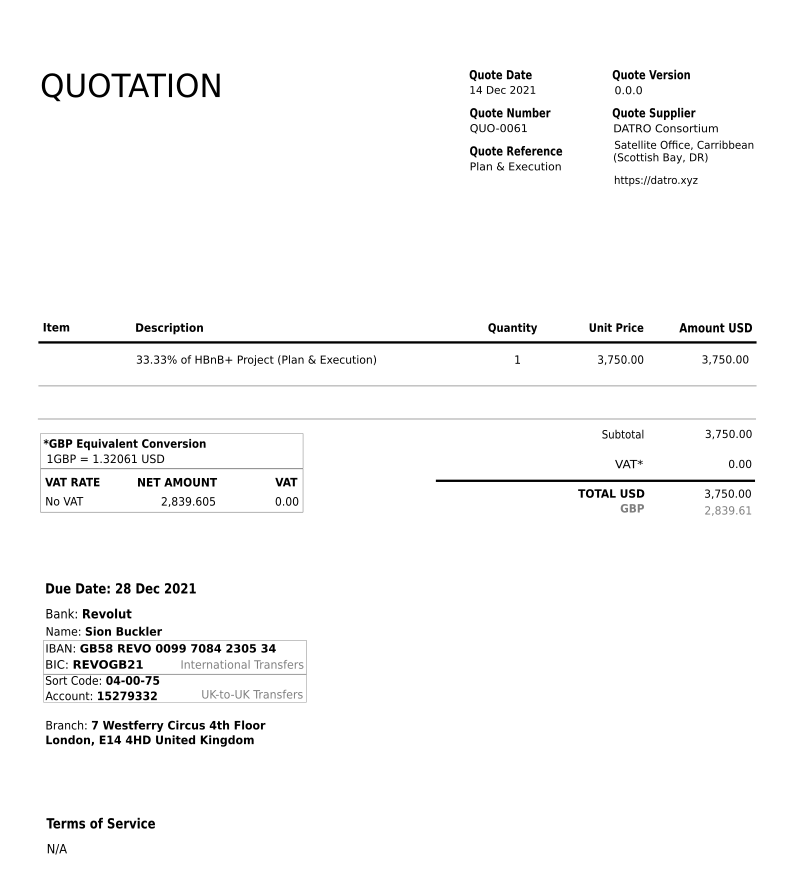 QUOTATION
Quote Date
14 Dec 2021
Quote Number
QUO-0061
Quote Reference
Plan & Execution
Quote Version
0.0.0
Quote Supplier
DATRO Consortium
Satellite Office, Carribbean
(Scottish Bay, DR)
https://datro.xyz
Item Description Quantity Unit Price Amount USD
33.33% of HBnB+ Project (Plan & Execution) 1 3,750.00 3,750.00
*GBP Equivalent Conversion
1GBP = 1.32061 USD
VAT RATE NET AMOUNT VAT
No VAT 2,839.605 0.00
Subtotal 3,750.00
VAT* 0.00
TOTAL USD 3,750.00
GBP 2,839.61
Due Date: 28 Dec 2021
Bank: Revolut
Name: Sion Buckler
IBAN: GB58 REVO 0099 7084 2305 34
BIC: REVOGB21 International Transfers
Sort Code: 04-00-75
Account: 15279332 UK-to-UK Transfers
Branch: 7 Westferry Circus 4th Floor
London, E14 4HD United Kingdom
Terms of Service
N/A